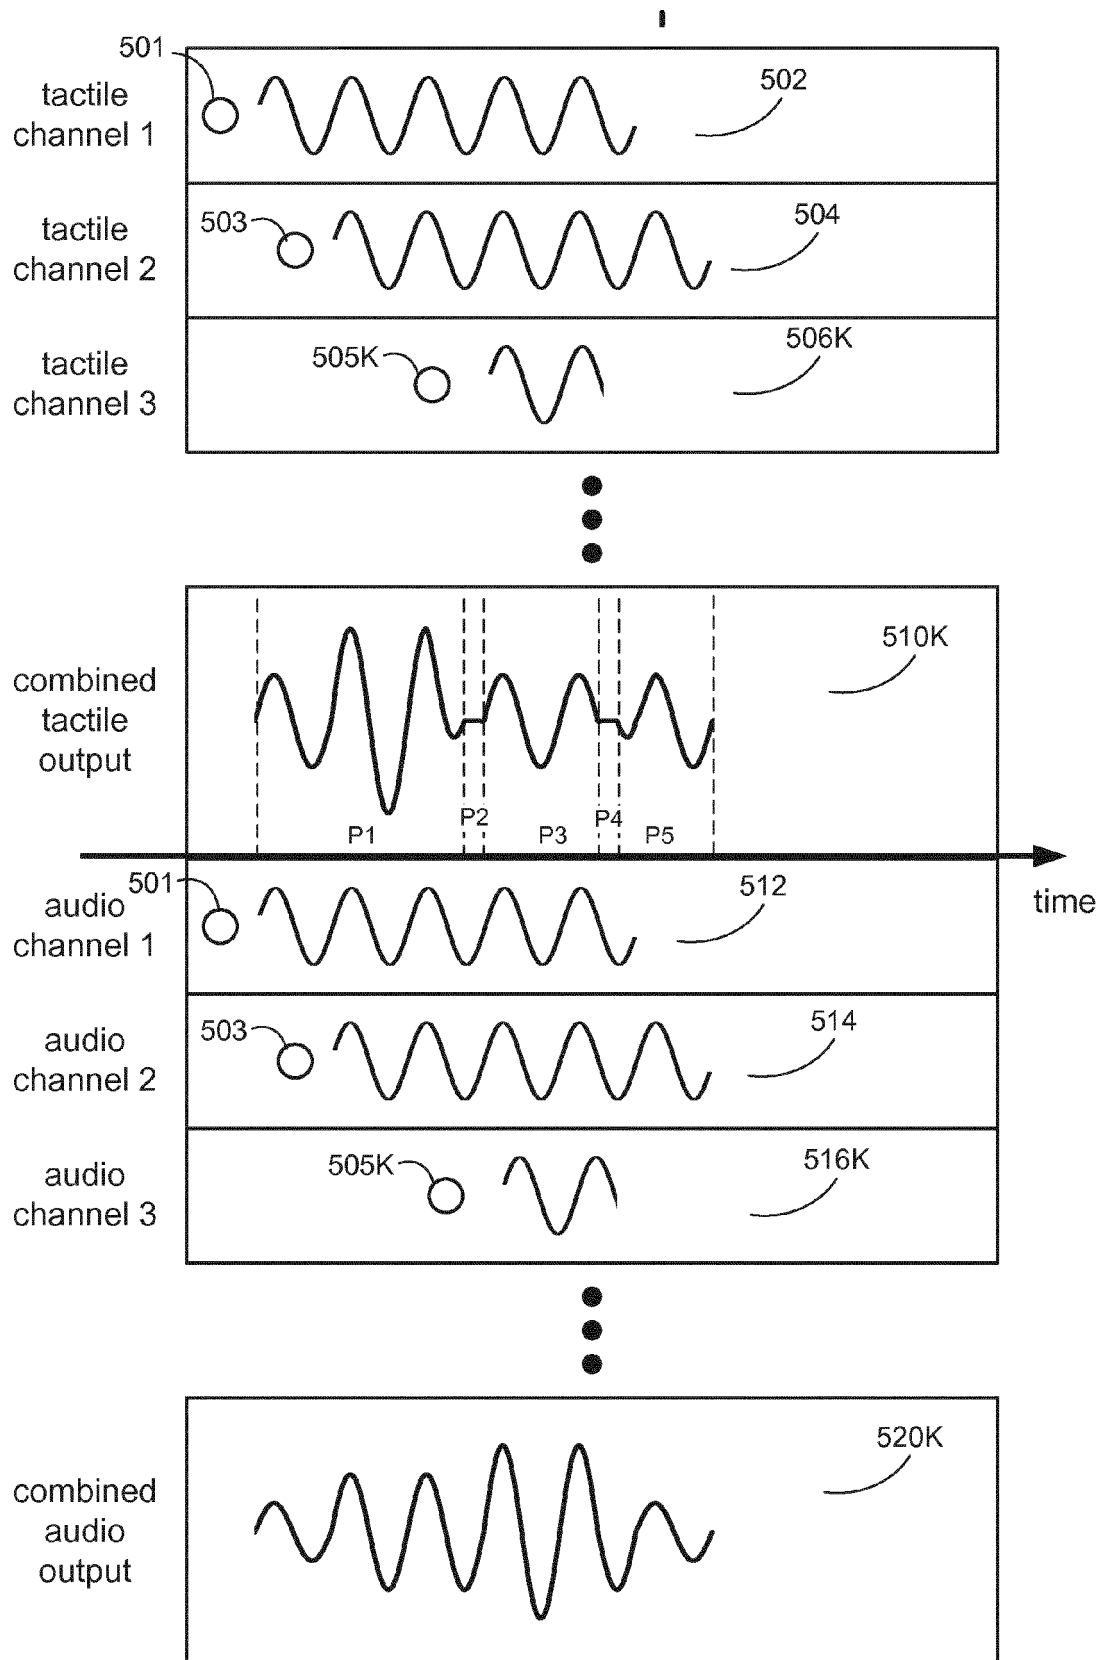 501
tactile
channel 1
502
tactile
channel 2
503
504
tactile
channel 3
505K
506K
combined
tactile
output
510K
P1
P2
P3
P4
P5
time
501
audio
channel 1
512
audio
channel 2
503
514
audio
channel 3
505K
516K
combined
audio
output
520K